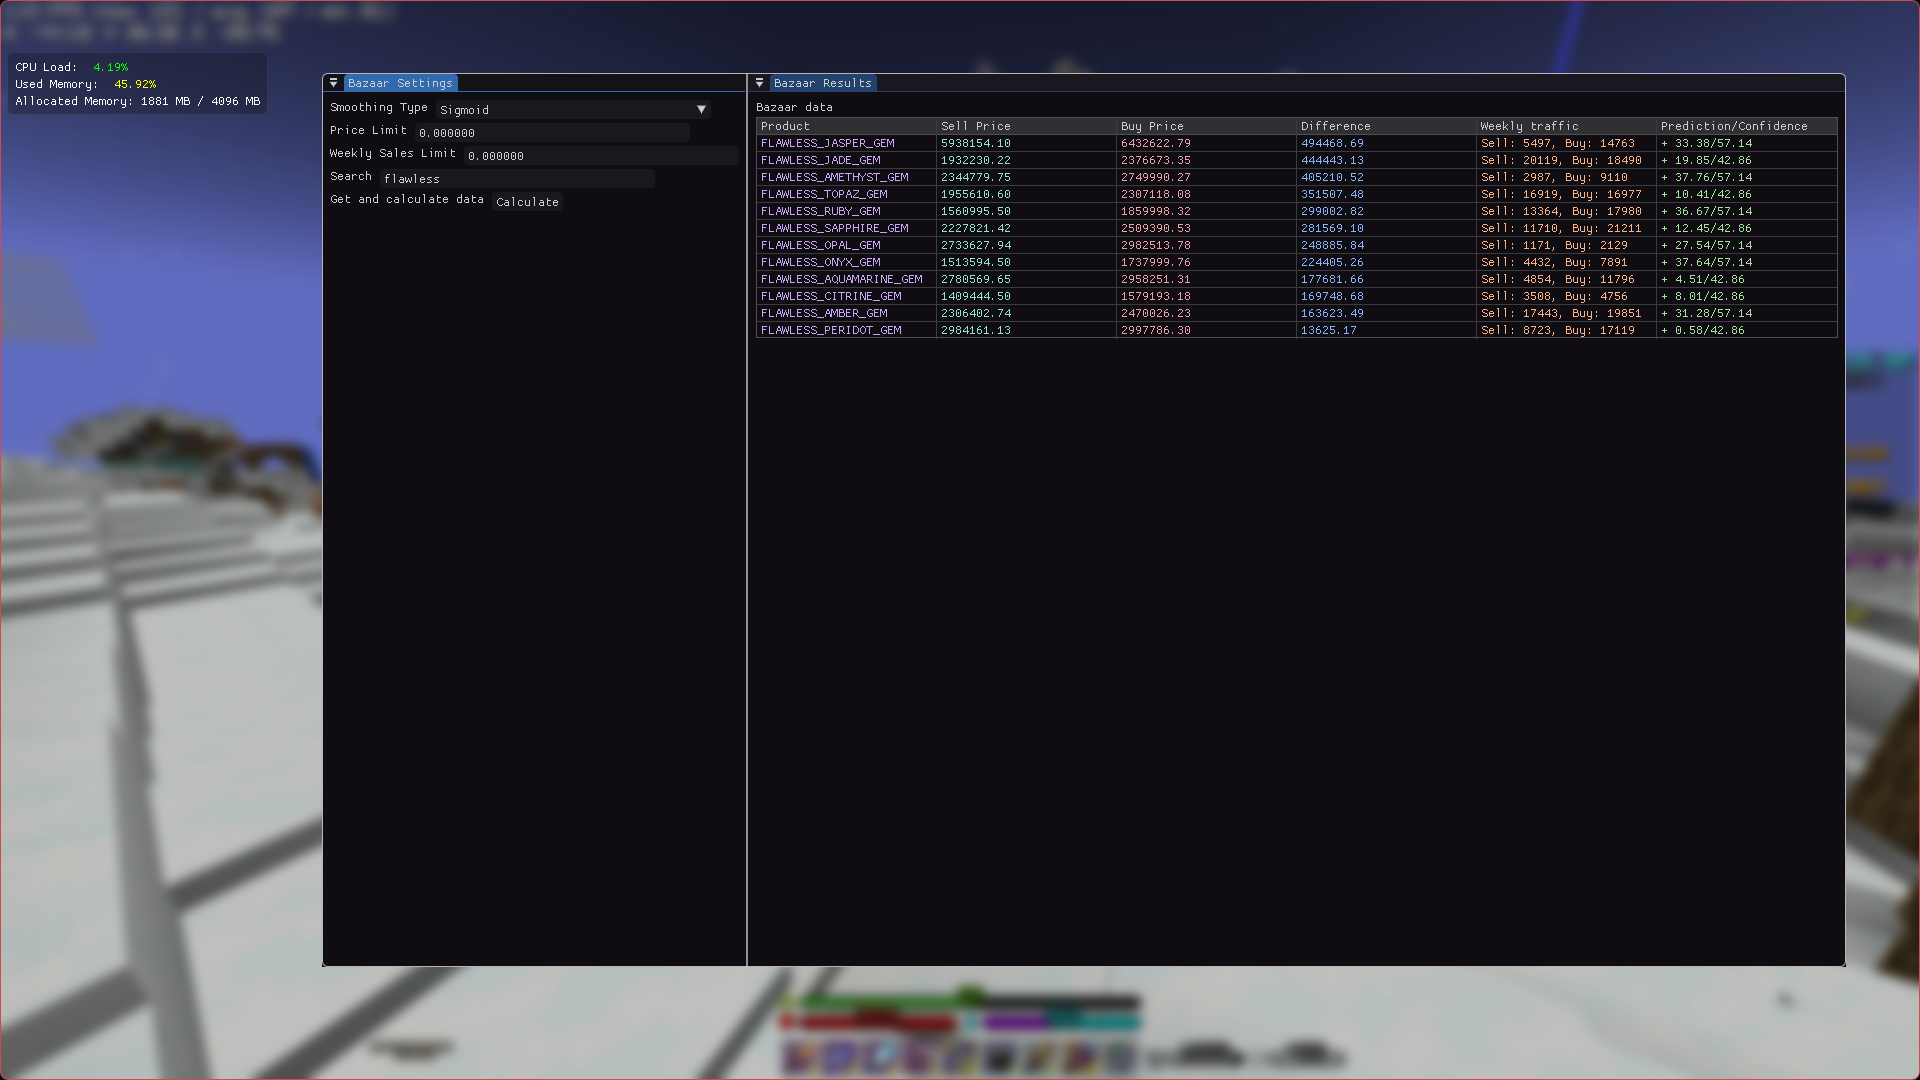 CPU Load: 4.19%
Used Memory: 45.92%
Allocated Memory: 1881 MB / 4096 MB
Bazaar Settings
Smoothing Type Sigmoid
Price Limit 0.000000
Weekly Sales Limit 0.000000
Search flawless
Get and calculate data Calculate
Bazaar Results
Bazaar data
Product Sell Price Buy Price Difference Weekly traffic Prediction/Confidence
FLAWLESS_JASPER_GEM 5938154.10 6432622.79 494468.69 Sell: 5497, Buy: 14763 + 33.38/57.14
FLAWLESS_JADE_GEM 1932230.22 2376673.35 444443.13 Sell: 20119, Buy: 18490 + 19.85/42.86
FLAWLESS_AMETHYST_GEM 2344779.75 2749990.27 405210.52 Sell: 2987, Buy: 9110 + 37.76/57.14
FLAWLESS_TOPAZ_GEM 1955610.60 2307118.08 351507.48 Sell: 16919, Buy: 16977 + 10.41/42.86
FLAWLESS_RUBY_GEM 1560995.50 1859998.32 299002.82 Sell: 13364, Buy: 17980 + 36.67/57.14
FLAWLESS_SAPPHIRE_GEM 2227821.42 2509390.53 281569.10 Sell: 11710, Buy: 21211 + 12.45/42.86
FLAWLESS_OPAL_GEM 2733627.94 2982513.78 248885.84 Sell: 1171, Buy: 2129 + 27.54/57.14
FLAWLESS_ONYX_GEM 1513594.50 1737999.76 224405.26 Sell: 4432, Buy: 7891 + 37.64/57.14
FLAWLESS_AQUAMARINE_GEM 2780569.65 2958251.31 177681.66 Sell: 4854, Buy: 11796 + 4.51/42.86
FLAWLESS_CITRINE_GEM 1409444.50 1579193.18 169748.68 Sell: 3508, Buy: 4756 + 8.01/42.86
FLAWLESS_AMBER_GEM 2306402.74 2470026.23 163623.49 Sell: 17443, Buy: 19851 + 31.28/57.14
FLAWLESS_PERIDOT_GEM 2984161.13 2997786.30 13625.17 Sell: 8723, Buy: 17119 + 0.58/42.86